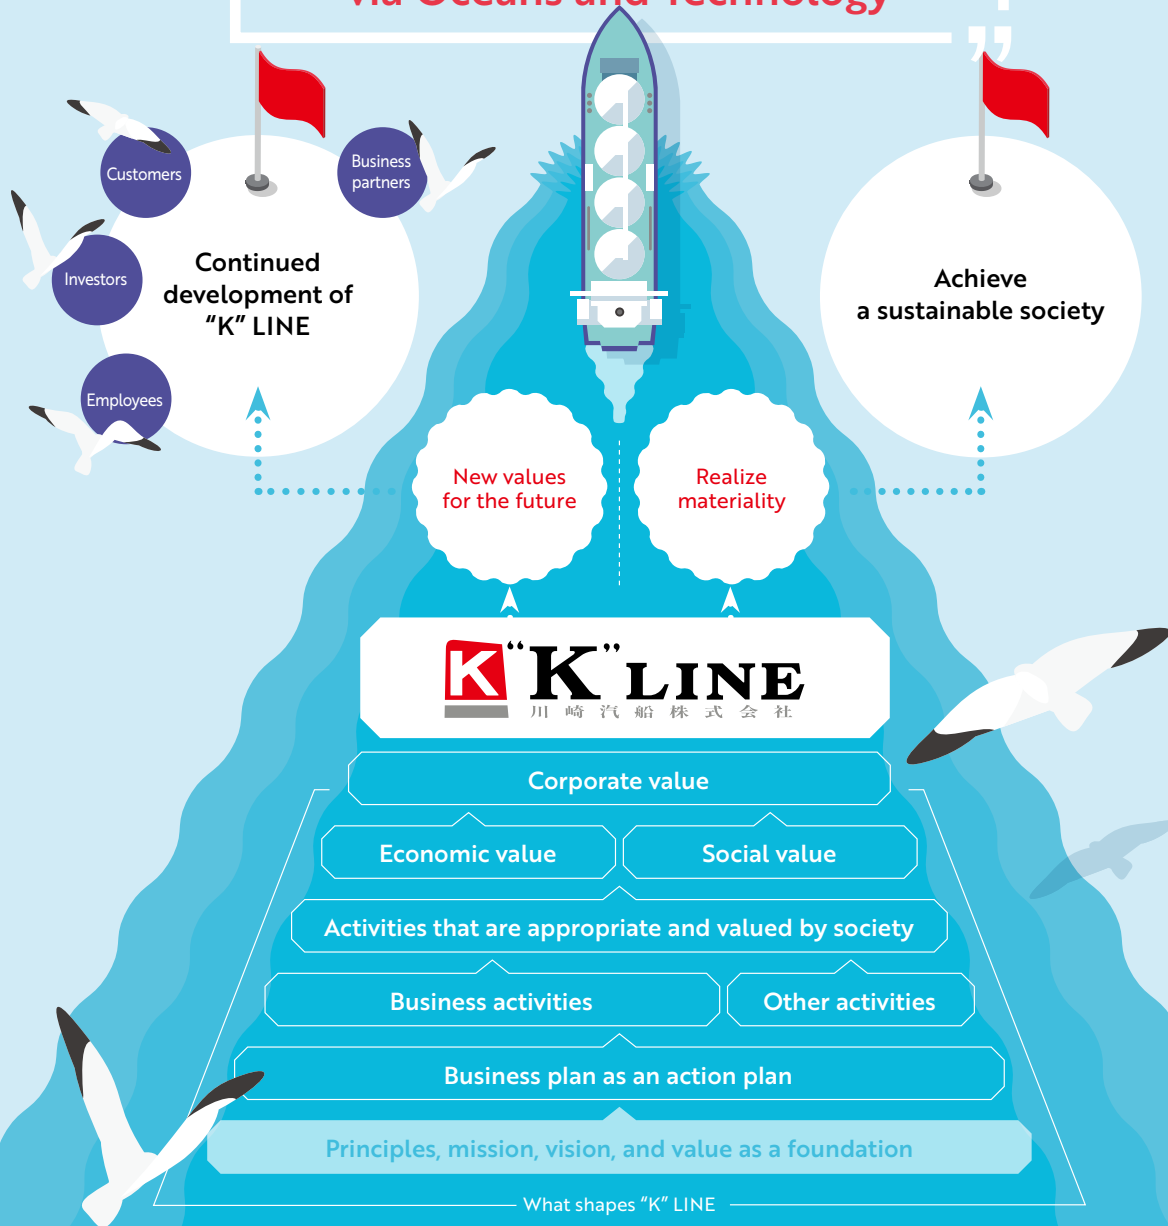 via Oceans and Technology
”
Customers
Business
partners
Investors
Employees
Continued
development of
“K” LINE
Achieve
a sustainable society
New values
for the future
Realize
materiality
K “K” LINE
川崎汽船株式会社
Corporate value
Economic value
Social value
Activities that are appropriate and valued by society
Business activities
Other activities
Business plan as an action plan
Principles, mission, vision, and value as a foundation
What shapes “K” LINE